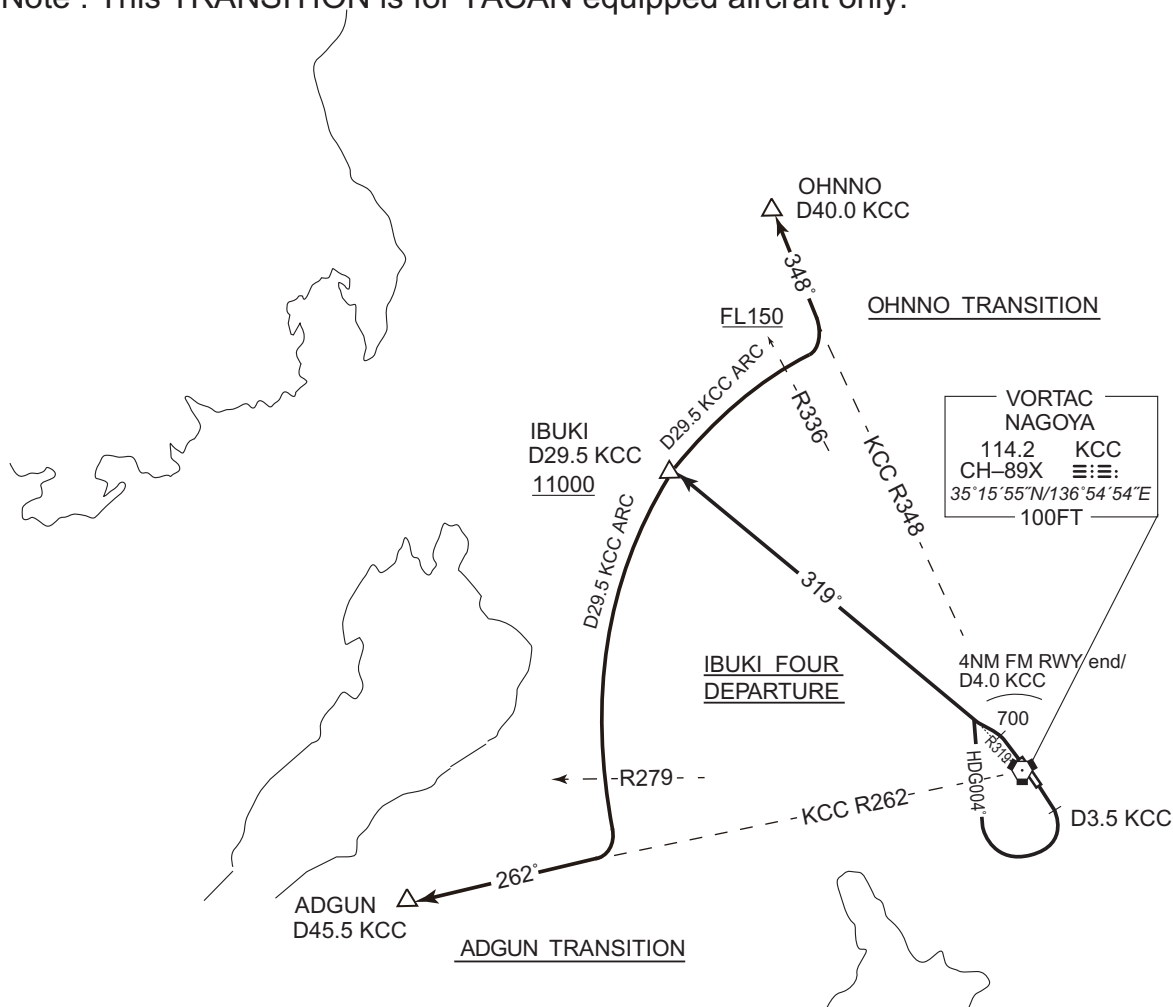 Note : This TRANSITION is for TACAN equipped aircraft only.
OHNNO
D40.0 KCC
348°
OHNNO TRANSITION
FL150
D29.5 KCC ARC
R336
KCC R348
VORTAC
NAGOYA
114.2 KCC
CH–89X
35°15´55˝N/136°54´54˝E
100FT
IBUKI
D29.5 KCC
11000
D29.5 KCC ARC
319°
IBUKI FOUR
DEPARTURE
4NM FM RWY end/
D4.0 KCC
700
R319
HDG004°
R279
KCC R262
D3.5 KCC
262°
ADGUN
D45.5 KCC
ADGUN TRANSITION